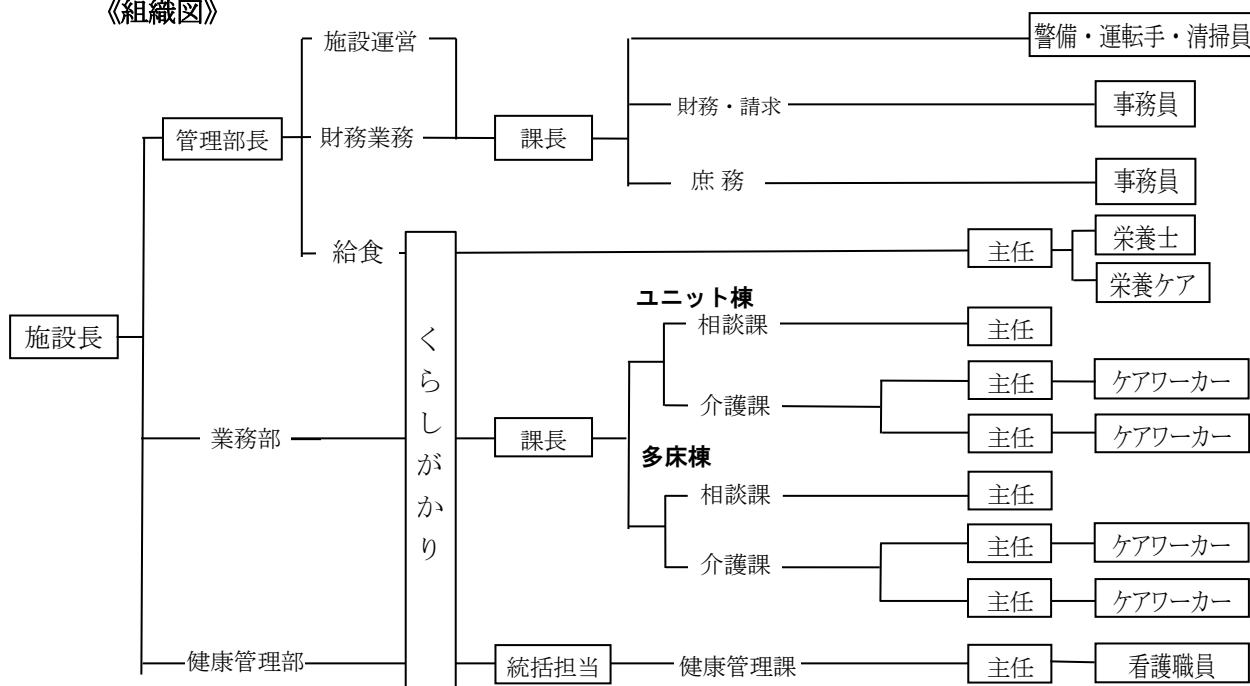 《組織図》
施設運営
警備・運転手・清掃員
財務・請求
事務員
管理部長
財務業務
課長
庶務
事務員
給食
主任
栄養士
栄養ケア
施設長
くらしがかり
ユニット棟
相談課
主任
介護課
主任
ケアワーカー
主任
ケアワーカー
業務部
課長
多床棟
相談課
主任
介護課
主任
ケアワーカー
主任
ケアワーカー
健康管理部
統括担当
健康管理課
主任
看護職員